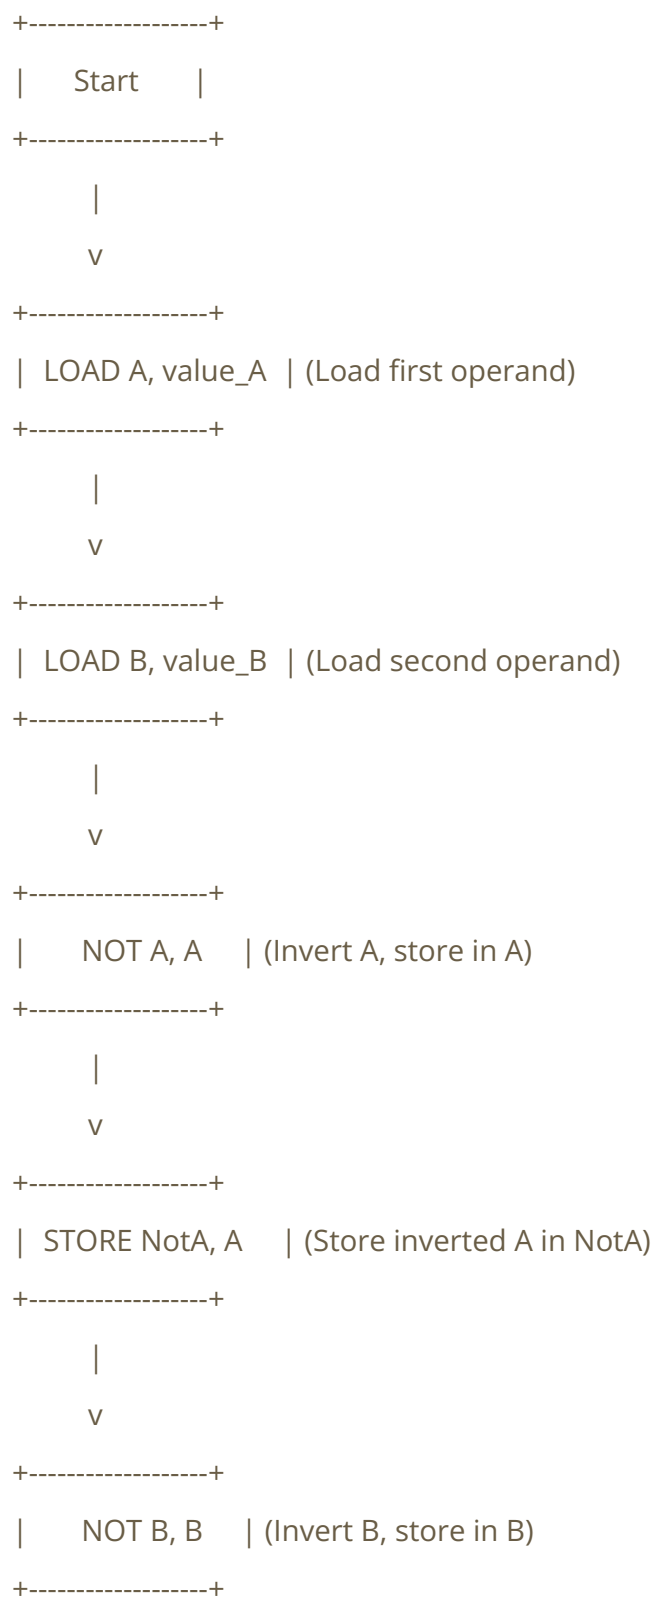 +-------------------+
|      Start       |
+-------------------+
|
v
+-------------------+
|  LOAD A, value_A  | (Load first operand)
+-------------------+
|
v
+-------------------+
|  LOAD B, value_B  | (Load second operand)
+-------------------+
|
v
+-------------------+
|       NOT A, A     | (Invert A, store in A)
+-------------------+
|
v
+-------------------+
|  STORE NotA, A     | (Store inverted A in NotA)
+-------------------+
|
v
+-------------------+
|       NOT B, B     | (Invert B, store in B)
+-------------------+